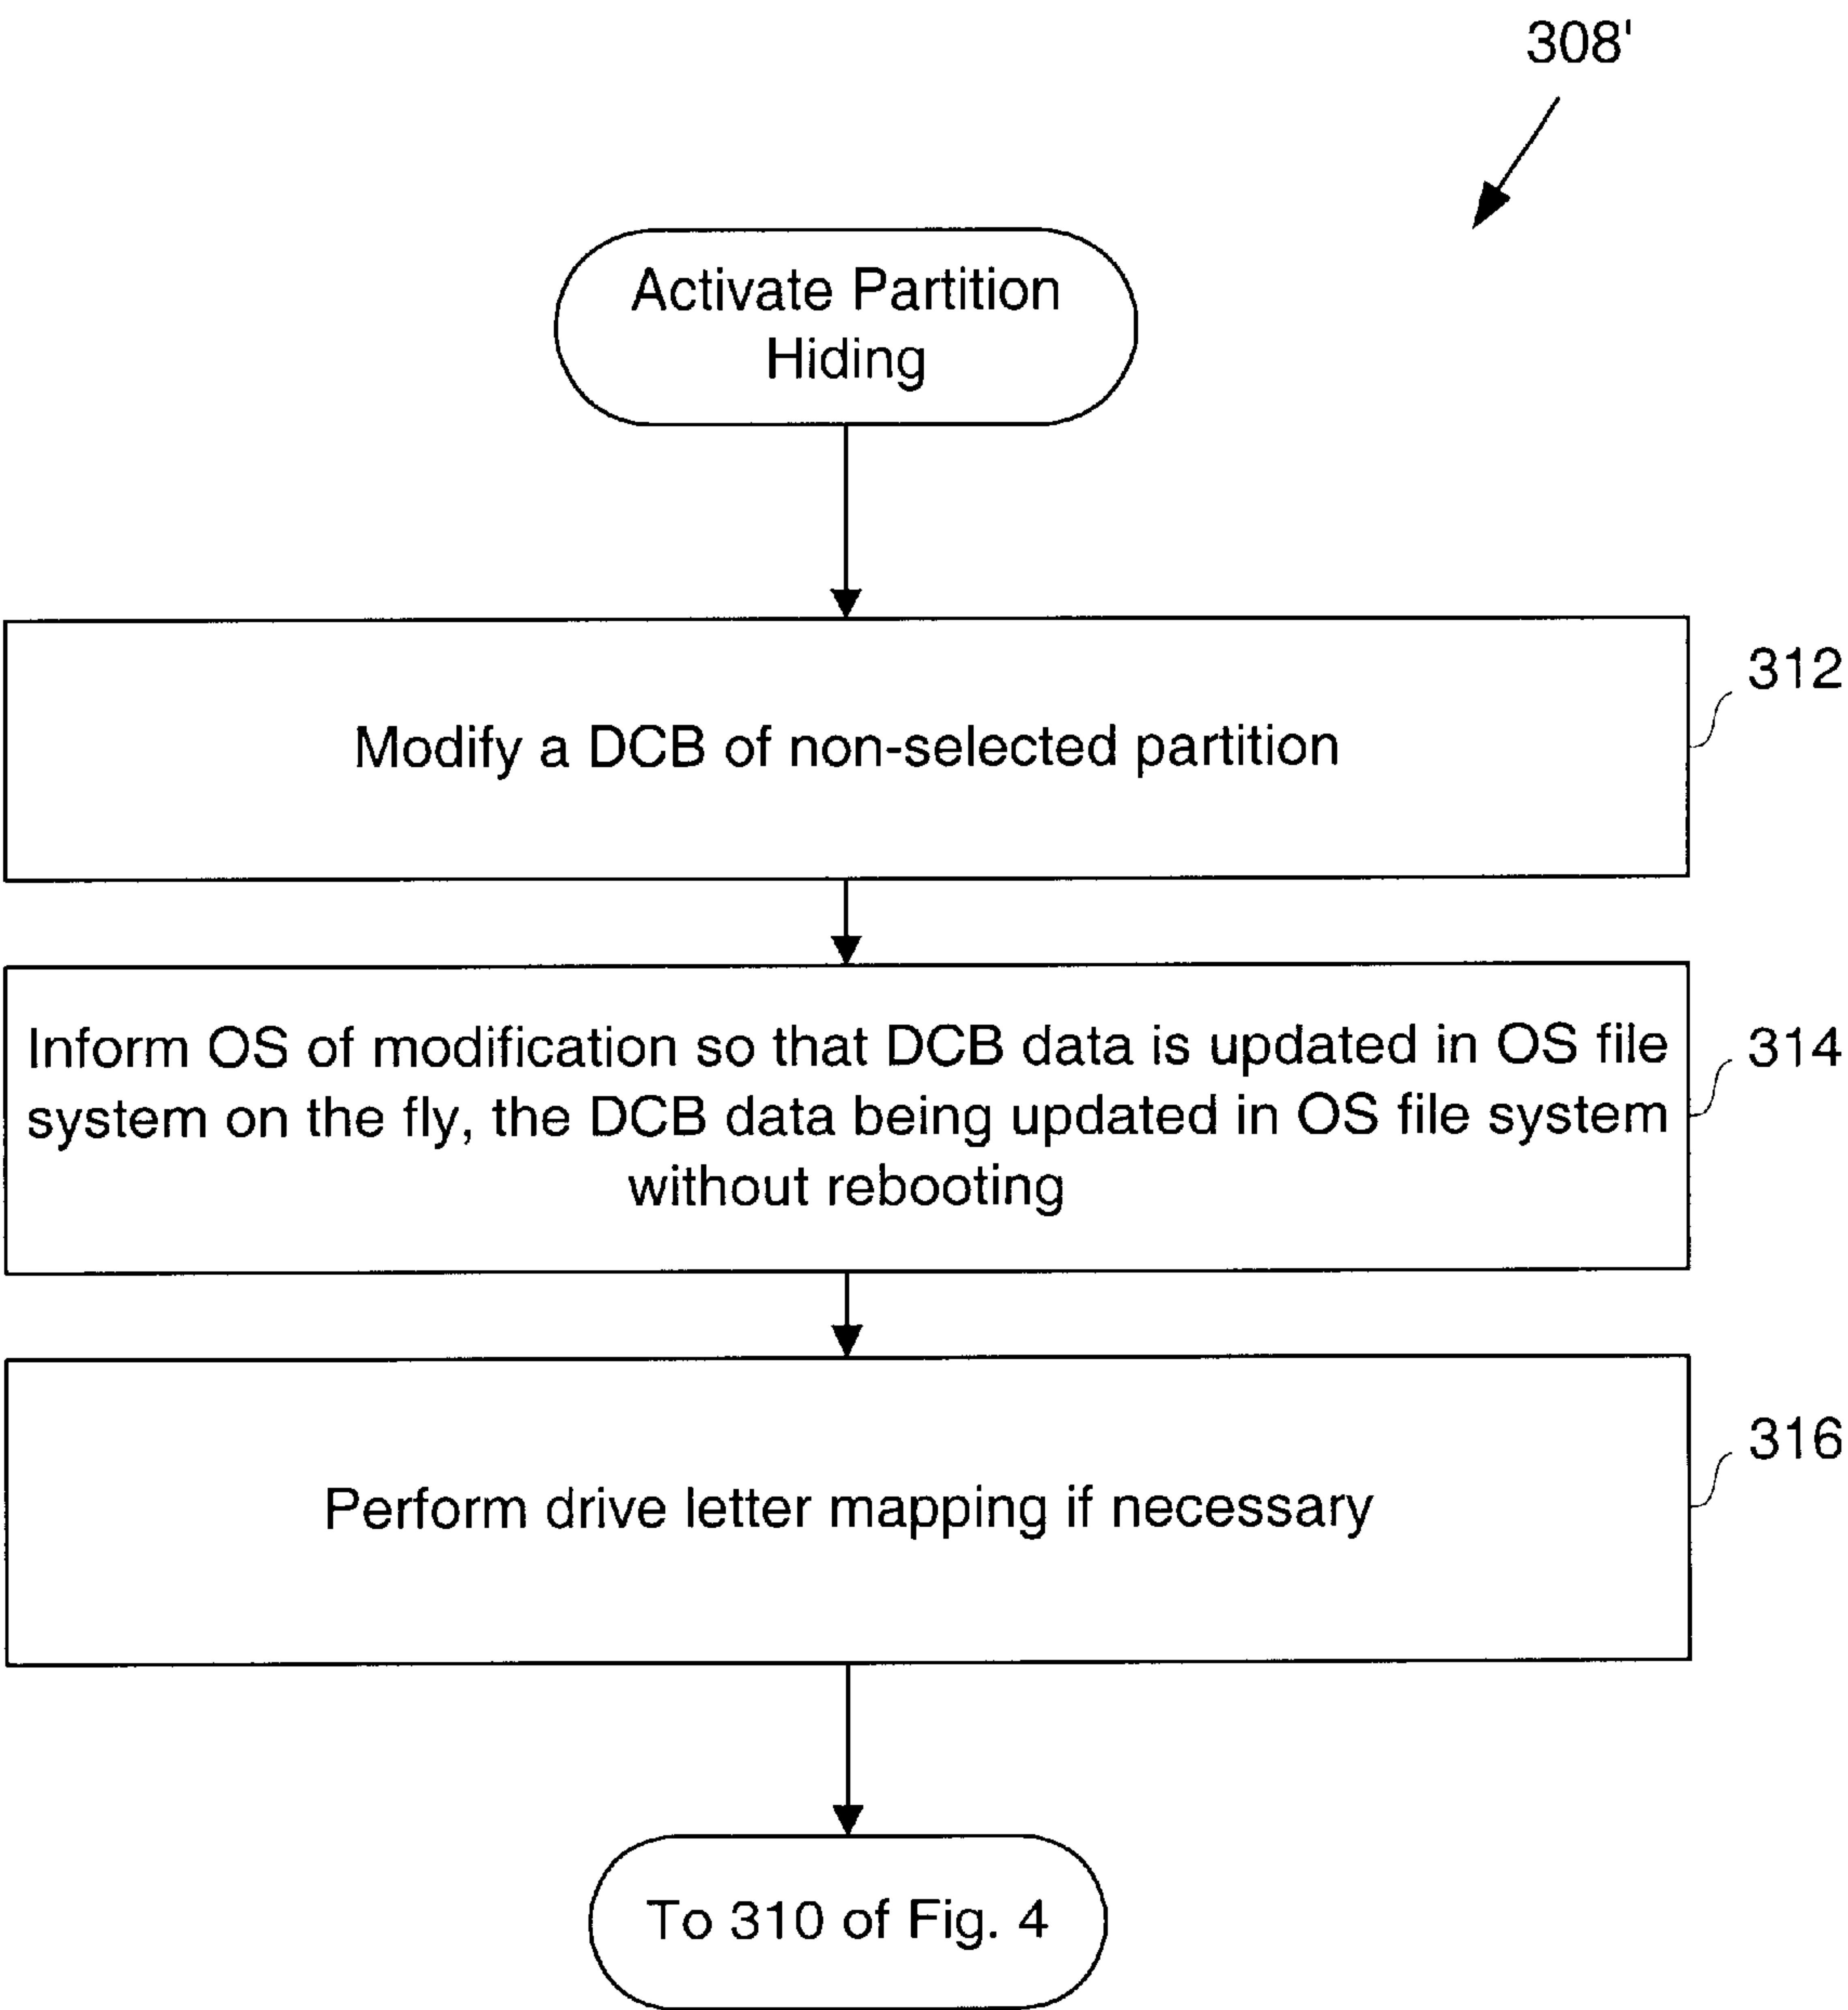 308'
Activate Partition
Hiding
312
Modify a DCB of non-selected partition
Inform OS of modification so that DCB data is updated in OS file
system on the fly, the DCB data being updated in OS file system
without rebooting
314
316
Perform drive letter mapping if necessary
To 310 of Fig. 4